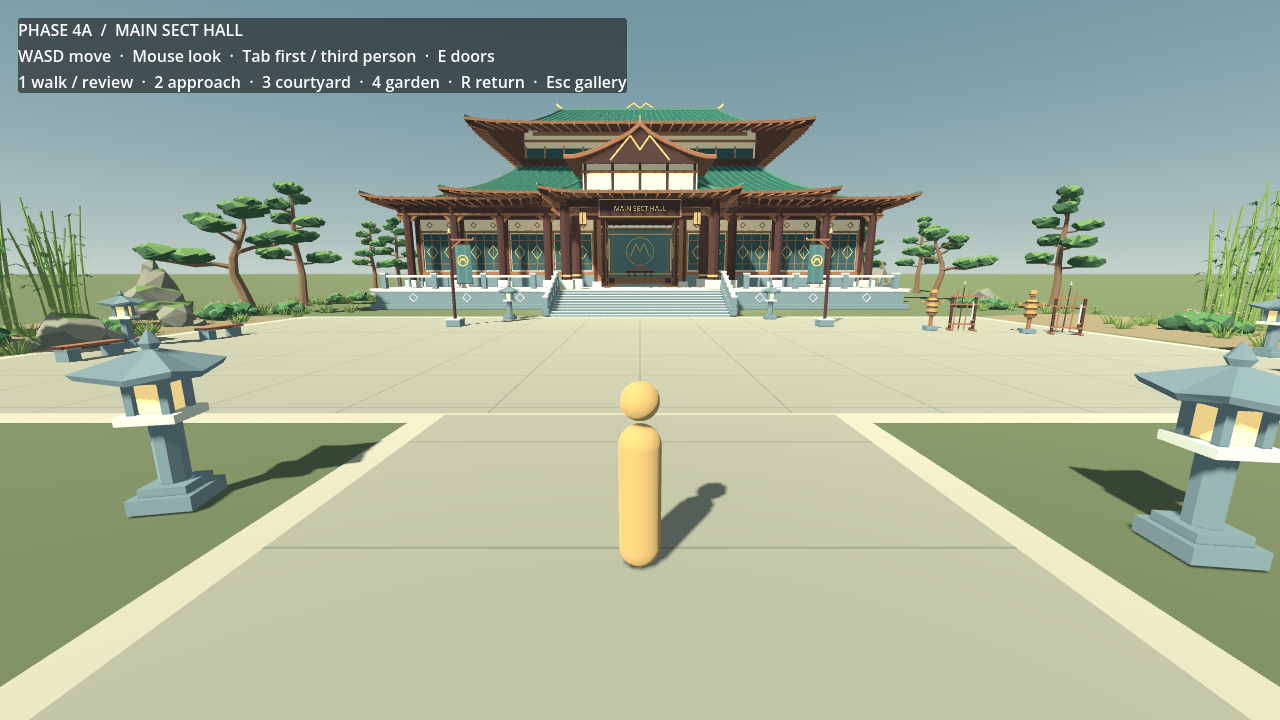 PHASE 4A / MAIN SECT HALL
WASD move · Mouse look · Tab first / third person · E doors
1 walk / review · 2 approach · 3 courtyard · 4 garden · R return · Esc gallery
MAIN SECT HALL